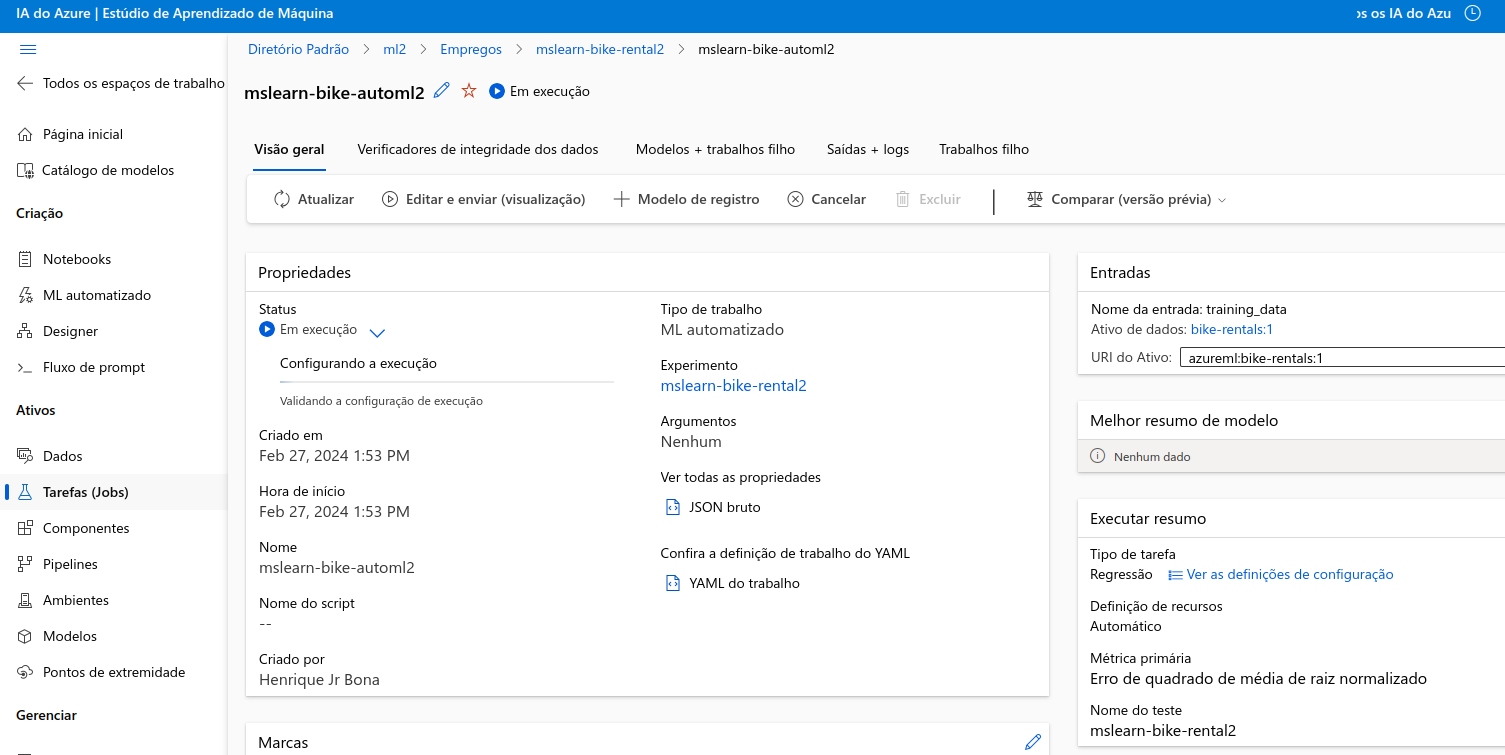 IA do Azure | Estúdio de Aprendizado de Máquina
os os IA do Azu
Diretório Padrão > ml2 > Empregos > mslearn-bike-rental2 > mslearn-bike-automl2
Todos os espaços de trabalho
mslearn-bike-automl2 Em execução
Página inicial
Catálogo de modelos
Criação
Notebooks
ML automatizado
Designer
Fluxo de prompt
Ativos
Dados
Tarefas (Jobs)
Componentes
Pipelines
Ambientes
Modelos
Pontos de extremidade
Gerenciar
Visão geral Verificadores de integridade dos dados Modelos + trabalhos filho Saídas + logs Trabalhos filho
Atualizar Editar e enviar (visualização) Modelo de registro Cancelar Excluir | Comparar (versão prévia)
Propriedades
Status
Em execução
Configurando a execução
Validando a configuração de execução
Criado em
Feb 27, 2024 1:53 PM
Hora de início
Feb 27, 2024 1:53 PM
Nome
mslearn-bike-automl2
Nome do script
--
Criado por
Henrique Jr Bona
Tipo de trabalho
ML automatizado
Experimento
mslearn-bike-rental2
Argumentos
Nenhum
Ver todas as propriedades
JSON bruto
Confira a definição de trabalho do YAML
YAML do trabalho
Marcas
Entradas
Nome da entrada: training_data
Ativo de dados: bike-rentals:1
URI do Ativo: azureml:bike-rentals:1
Melhor resumo de modelo
Nenhum dado
Executar resumo
Tipo de tarefa
Regressão Ver as definições de configuração
Definição de recursos
Automático
Métrica primária
Erro de quadrado de média de raiz normalizado
Nome do teste
mslearn-bike-rental2